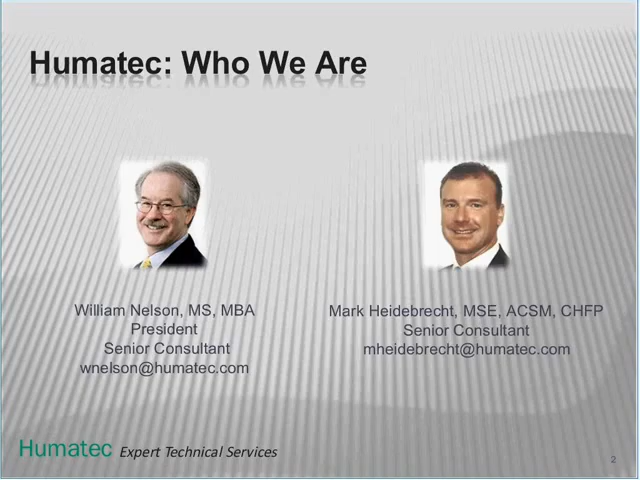 Humatec: Who We Are
William Nelson, MS, MBA
President
Senior Consultant
wnelson@humatec.com
Mark Heidebrecht, MSE, ACSM, CHFP
Senior Consultant
mheidebrecht@humatec.com
Humatec Expert Technical Services
2